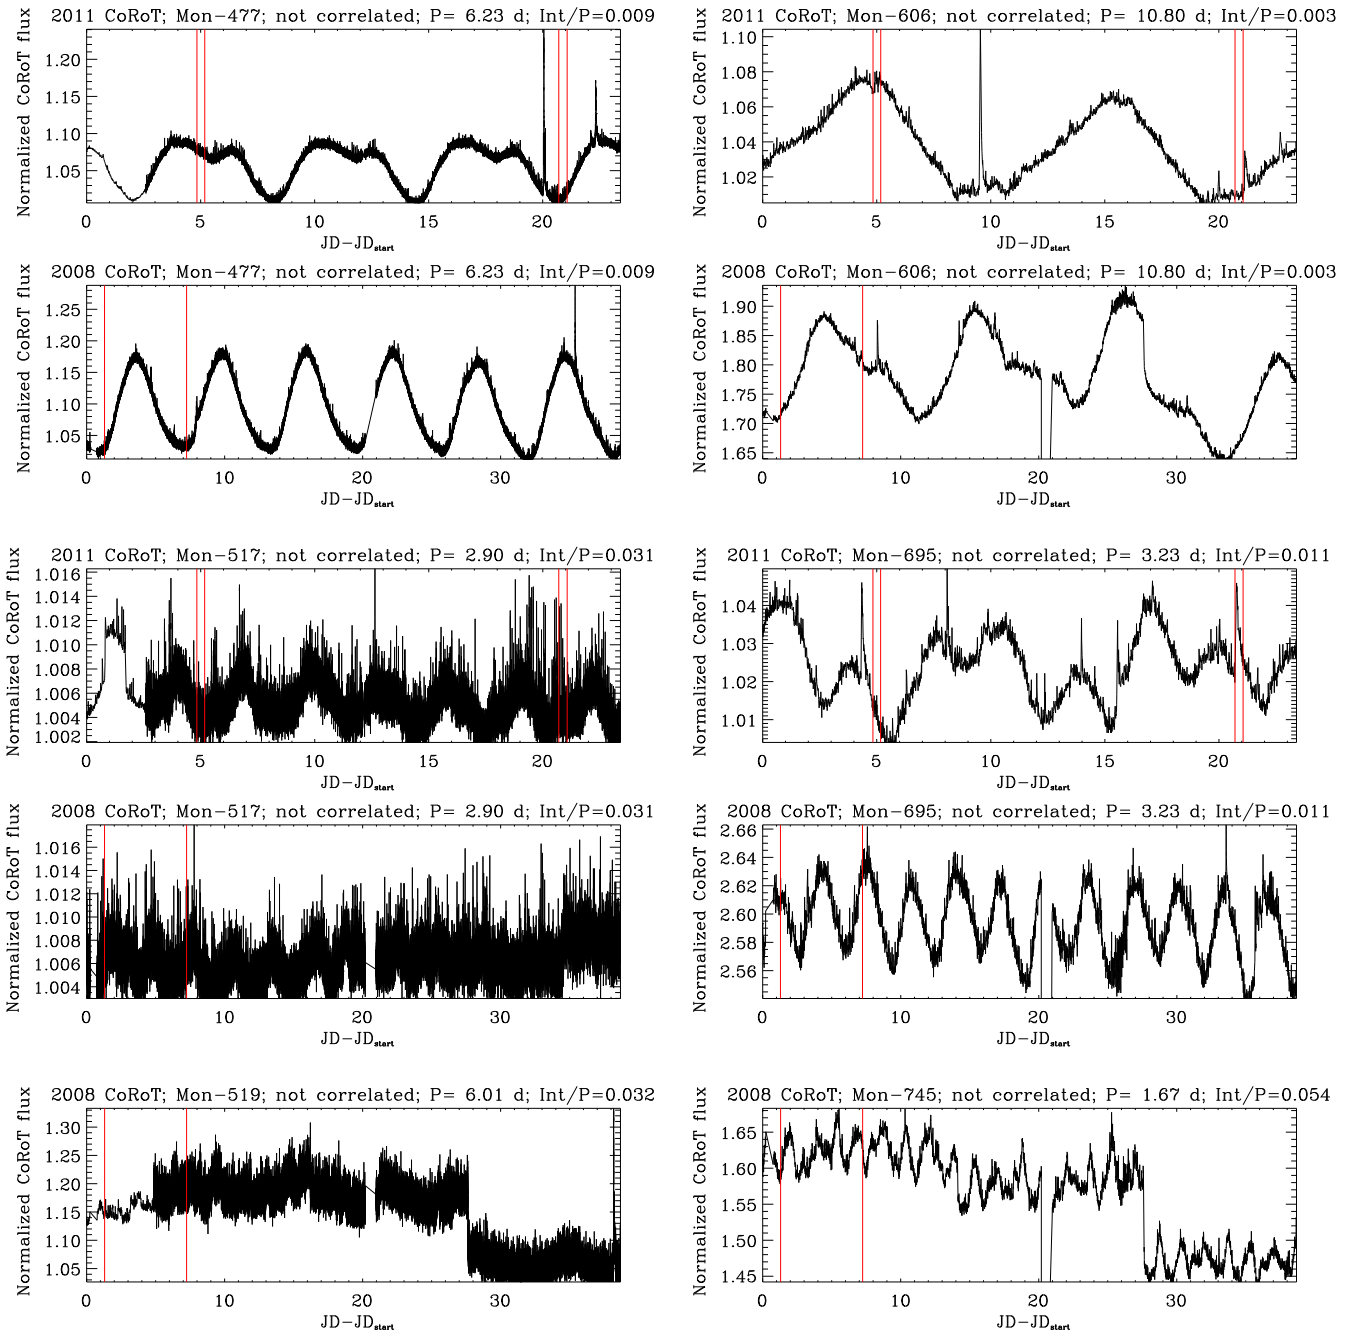 2011 CoRoT; Mon-477; not correlated; P= 6.23 d; Int/P=0.009
Normalized CoRoT flux
1.20
1.15
1.10
1.05
0 5 10 15 20
JD-JDstart
2011 CoRoT; Mon-606; not correlated; P= 10.80 d; Int/P=0.003
Normalized CoRoT flux
1.10
1.08
1.06
1.04
1.02
0 5 10 15 20
JD-JDstart
2008 CoRoT; Mon-477; not correlated; P= 6.23 d; Int/P=0.009
Normalized CoRoT flux
1.25
1.20
1.15
1.10
1.05
0 10 20 30
JD-JDstart
2008 CoRoT; Mon-606; not correlated; P= 10.80 d; Int/P=0.003
Normalized CoRoT flux
1.90
1.85
1.80
1.75
1.70
1.65
0 10 20 30
JD-JDstart
2011 CoRoT; Mon-517; not correlated; P= 2.90 d; Int/P=0.031
Normalized CoRoT flux
1.016
1.014
1.012
1.010
1.008
1.006
1.004
1.002
0 5 10 15 20
JD-JDstart
2011 CoRoT; Mon-695; not correlated; P= 3.23 d; Int/P=0.011
Normalized CoRoT flux
1.04
1.03
1.02
1.01
0 5 10 15 20
JD-JDstart
2008 CoRoT; Mon-517; not correlated; P= 2.90 d; Int/P=0.031
Normalized CoRoT flux
1.016
1.014
1.012
1.010
1.008
1.006
1.004
0 10 20 30
JD-JDstart
2008 CoRoT; Mon-695; not correlated; P= 3.23 d; Int/P=0.011
Normalized CoRoT flux
2.66
2.64
2.62
2.60
2.58
2.56
0 10 20 30
JD-JDstart
2008 CoRoT; Mon-519; not correlated; P= 6.01 d; Int/P=0.032
Normalized CoRoT flux
1.30
1.25
1.20
1.15
1.10
1.05
0 10 20 30
JD-JDstart
2008 CoRoT; Mon-745; not correlated; P= 1.67 d; Int/P=0.054
Normalized CoRoT flux
1.65
1.60
1.55
1.50
1.45
0 10 20 30
JD-JDstart